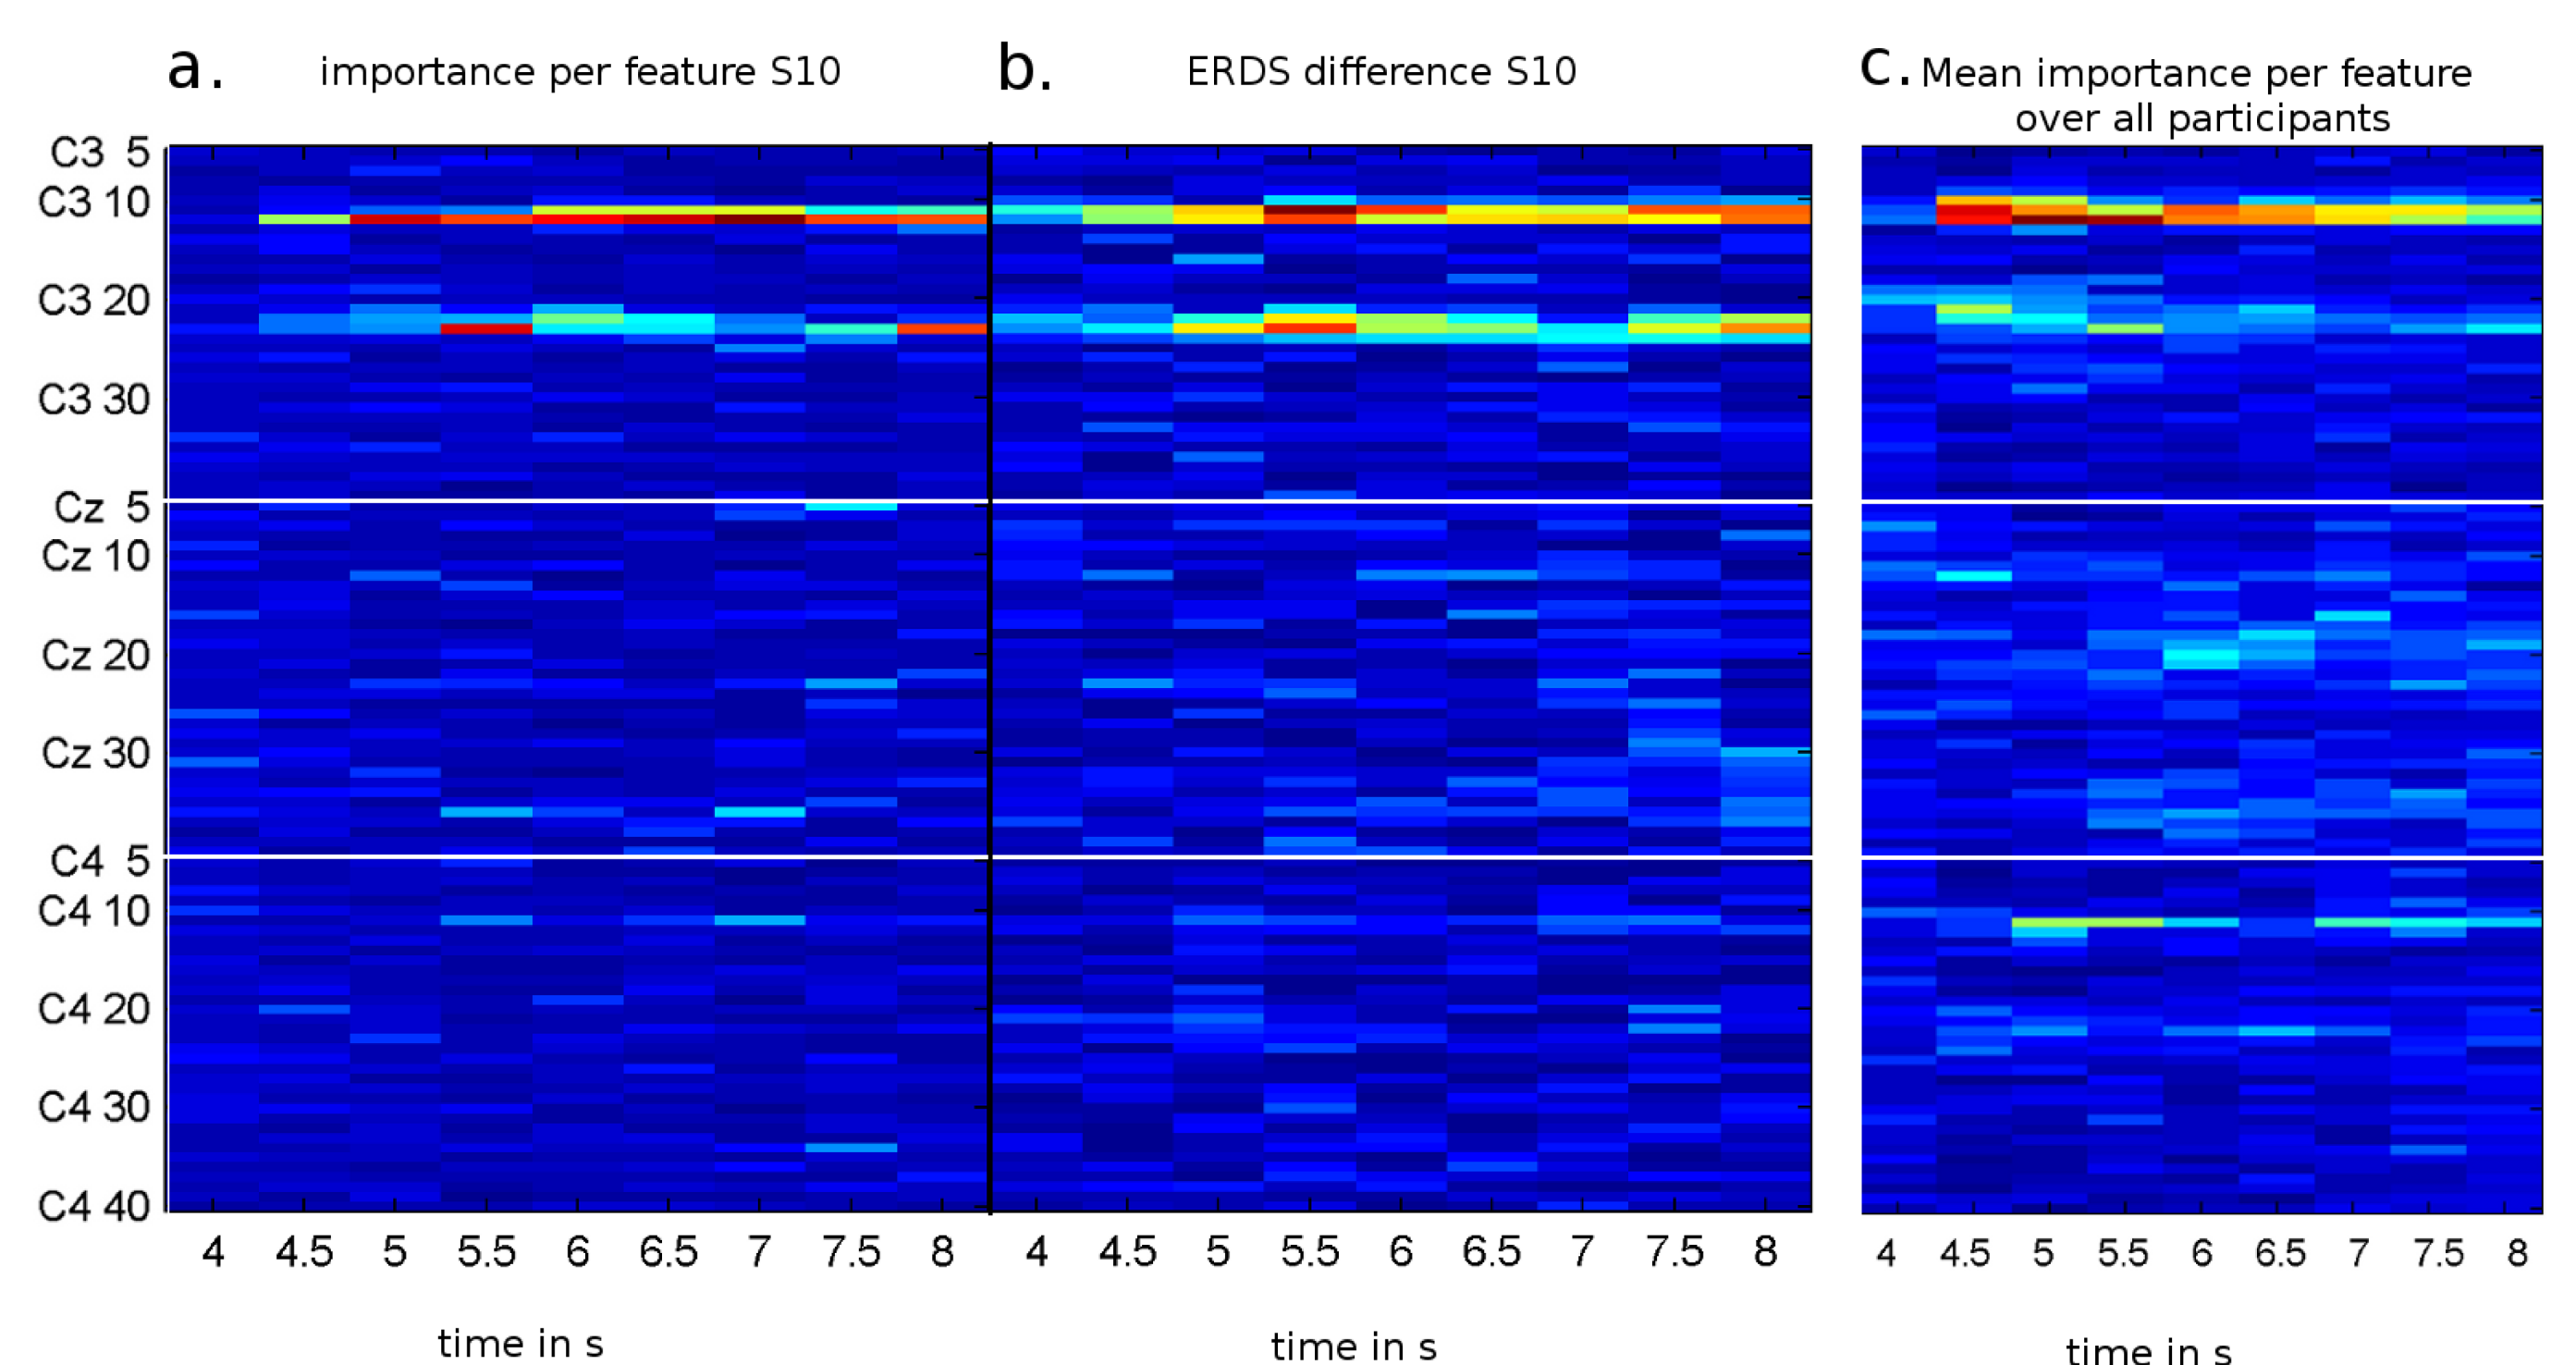 a. importance per feature S10
b. ERDS difference S10
c. Mean importance per feature
over all participants
C3 5
C3 10
C3 20
C3 30
Cz 5
Cz 10
Cz 20
Cz 30
C4 5
C4 10
C4 20
C4 30
C4 40
4 4.5 5 5.5 6 6.5 7 7.5 8
4 4.5 5 5.5 6 6.5 7 7.5 8
4 4.5 5 5.5 6 6.5 7 7.5 8
time in s
time in s
time in s